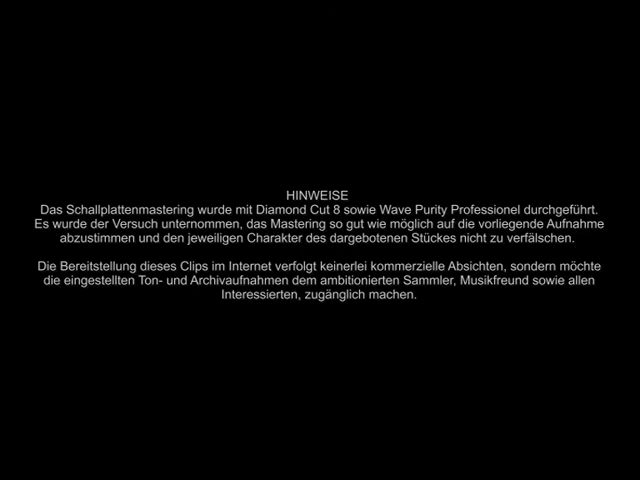 HINWEISE
Das Schallplattenmastering wurde mit Diamond Cut 8 sowie Wave Purity Professionel durchgeführt.
Es wurde der Versuch unternommen, das Mastering so gut wie möglich auf die vorliegende Aufnahme
abzustimmen und den jeweiligen Charakter des dargebotenen Stückes nicht zu verfälschen.
Die Bereitstellung dieses Clips im Internet verfolgt keinerlei kommerzielle Absichten, sondern möchte
die eingestellten Ton- und Archivaufnahmen dem ambitionierten Sammler, Musikfreund sowie allen
Interessierten, zugänglich machen.